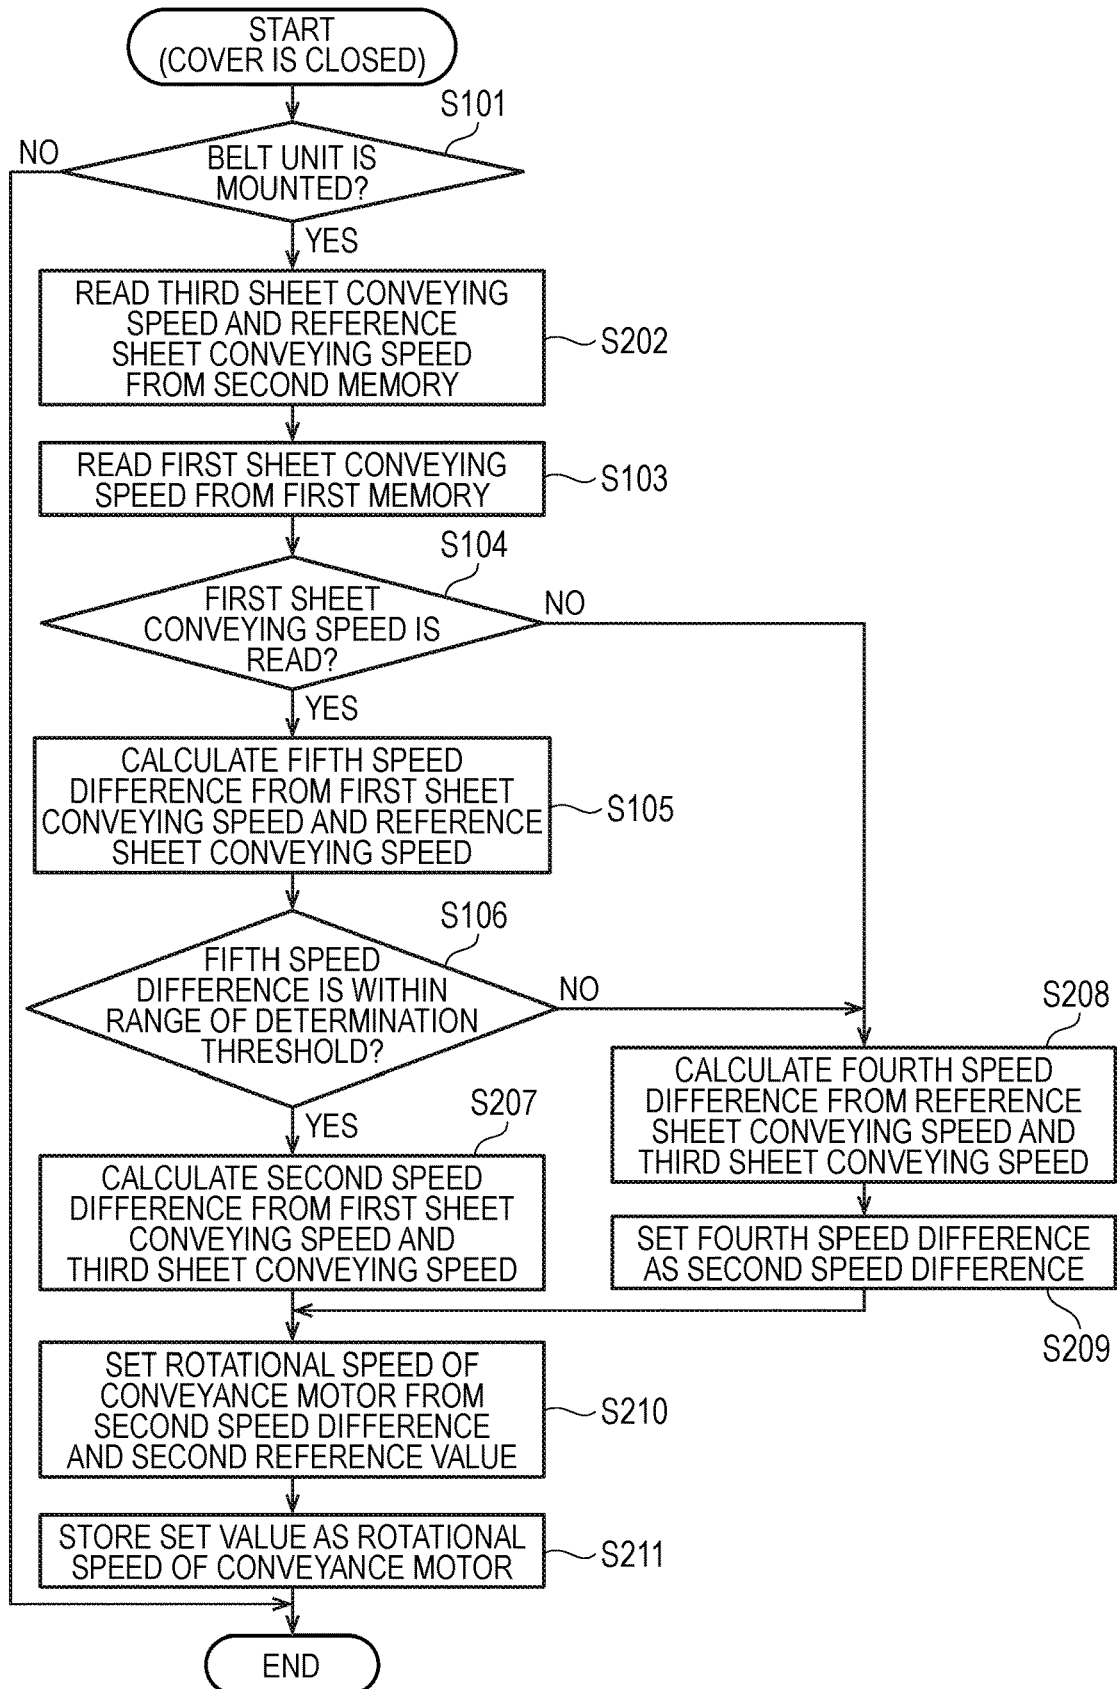 START
(COVER IS CLOSED)
S101
NO
BELT UNIT IS
MOUNTED?
YES
READ THIRD SHEET CONVEYING
SPEED AND REFERENCE
SHEET CONVEYING SPEED
FROM SECOND MEMORY
S202
READ FIRST SHEET CONVEYING
SPEED FROM FIRST MEMORY
S103
S104
FIRST SHEET
CONVEYING SPEED IS
READ?
NO
YES
CALCULATE FIFTH SPEED
DIFFERENCE FROM FIRST SHEET
CONVEYING SPEED AND REFERENCE
SHEET CONVEYING SPEED
S105
S106
FIFTH SPEED
DIFFERENCE IS WITHIN
RANGE OF DETERMINATION
THRESHOLD?
NO
YES
S208
CALCULATE FOURTH SPEED
DIFFERENCE FROM REFERENCE
SHEET CONVEYING SPEED AND
THIRD SHEET CONVEYING SPEED
S207
CALCULATE SECOND SPEED
DIFFERENCE FROM FIRST SHEET
CONVEYING SPEED AND
THIRD SHEET CONVEYING SPEED
SET FOURTH SPEED DIFFERENCE
AS SECOND SPEED DIFFERENCE
S209
SET ROTATIONAL SPEED OF
CONVEYANCE MOTOR FROM
SECOND SPEED DIFFERENCE
AND SECOND REFERENCE VALUE
S210
STORE SET VALUE AS ROTATIONAL
SPEED OF CONVEYANCE MOTOR
S211
END